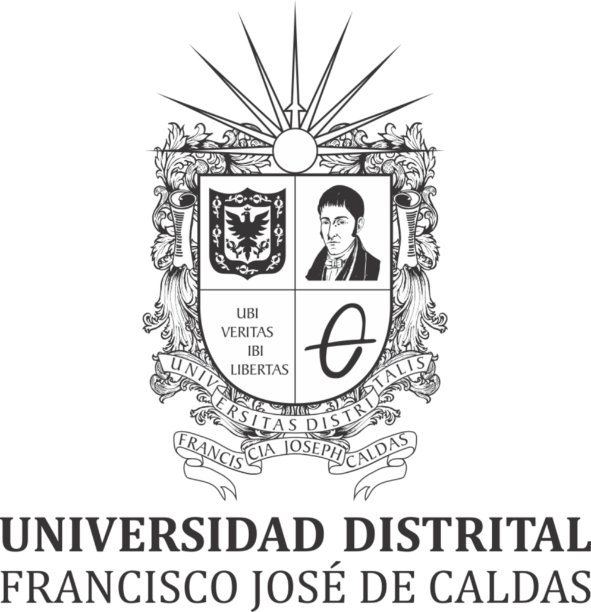 UBI
VERITAS
IBI
LIBERTAS
UNIVERSITAS DISTRITALIS
FRANCISCIA JOSEPH CALDAS
UNIVERSIDAD DISTRITAL
FRANCISCO JOSÉ DE CALDAS